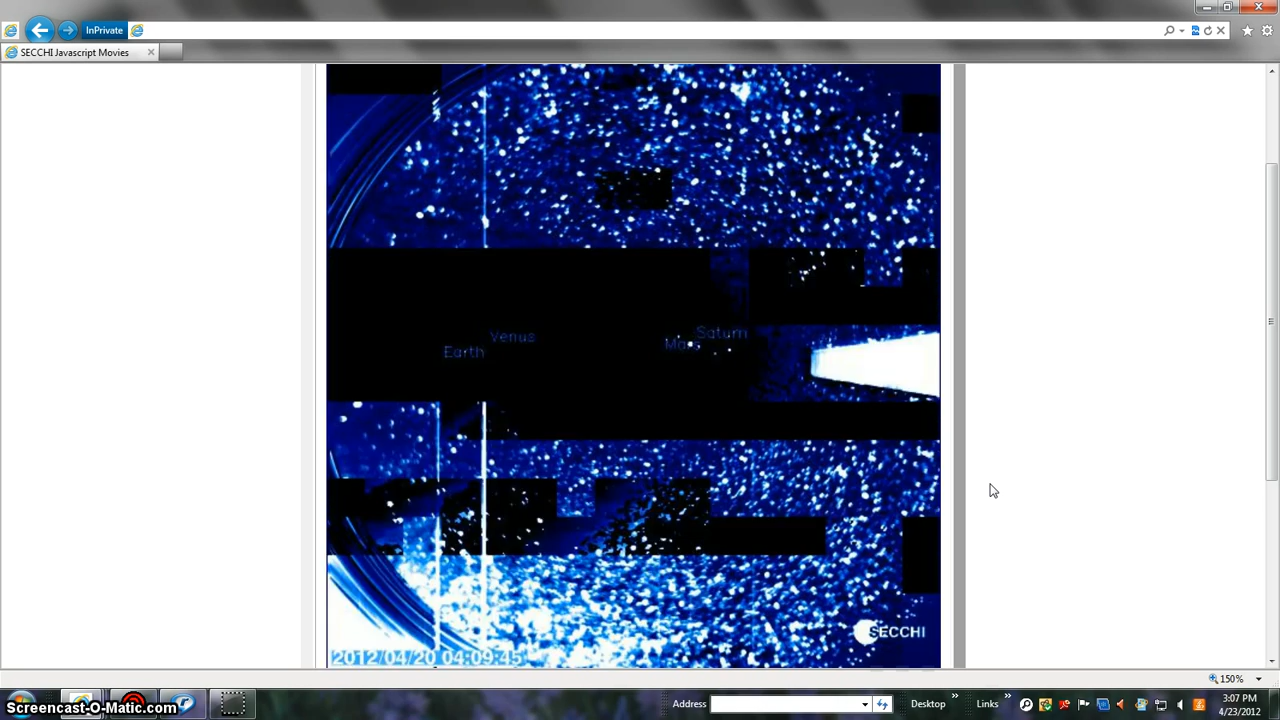 InPrivate
SECCHI Javascript Movies
Venus
Earth
Mars
Saturn
SECCHI
2012/04/20 04:09:45
150%
Address
Desktop
Links
3:07 PM
4/23/2012
Screencast-O-Matic.com